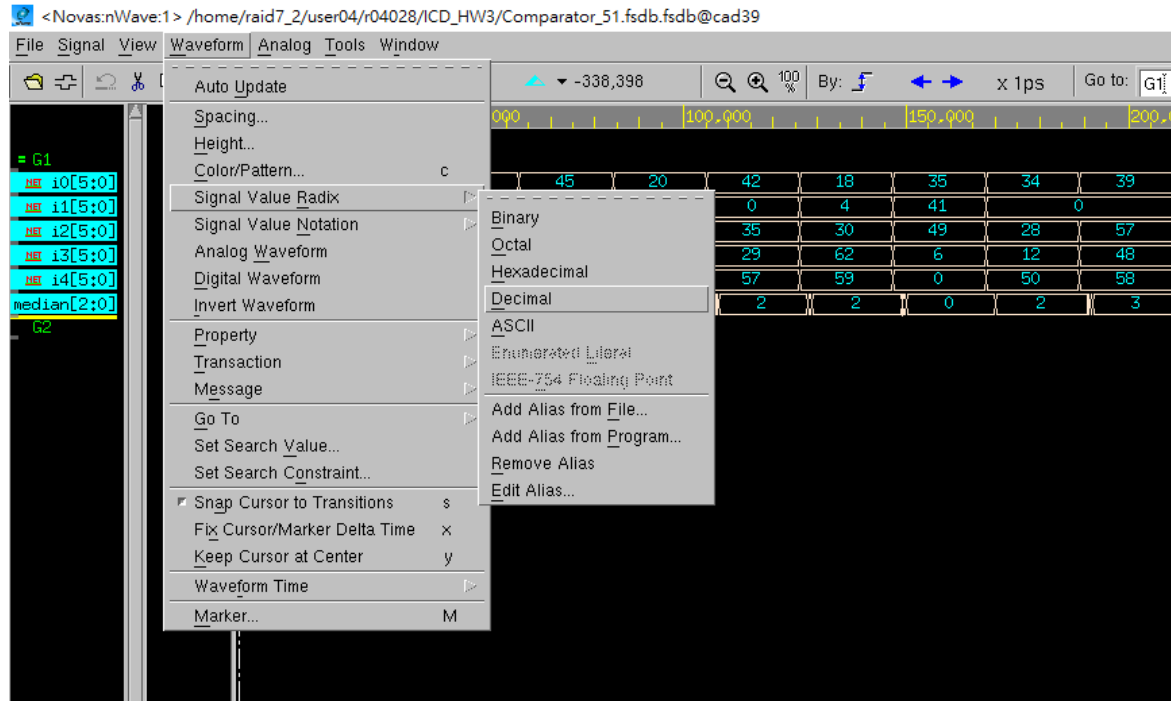 <Novas:nWave:1> /home/raid7_2/user04/r04028/ICD_HW3/Comparator_51.fsdb.fsdb@cad39
File Signal View Waveform Analog Tools Window
-338,398 100 % By: x 1ps Go to: G1
000 100,000 150,000 200,
= G1
NET i0[5:0] 45 20 42 18 35 34 39
NET i1[5:0] 0 4 41 0
NET i2[5:0] 35 30 49 28 57
NET i3[5:0] 29 62 6 12 48
NET i4[5:0] 57 59 0 50 58
median[2:0] 2 2 0 2 3
G2
Auto Update
Spacing...
Height...
Color/Pattern... c
Signal Value Radix
Signal Value Notation
Analog Waveform
Digital Waveform
Invert Waveform
Property
Transaction
Message
Go To
Set Search Value...
Set Search Constraint...
Snap Cursor to Transitions s
Fix Cursor/Marker Delta Time x
Keep Cursor at Center y
Waveform Time
Marker... M
Binary
Octal
Hexadecimal
Decimal
ASCII
Enumerated Literal
IEEE-754 Floating Point
Add Alias from File...
Add Alias from Program...
Remove Alias
Edit Alias...